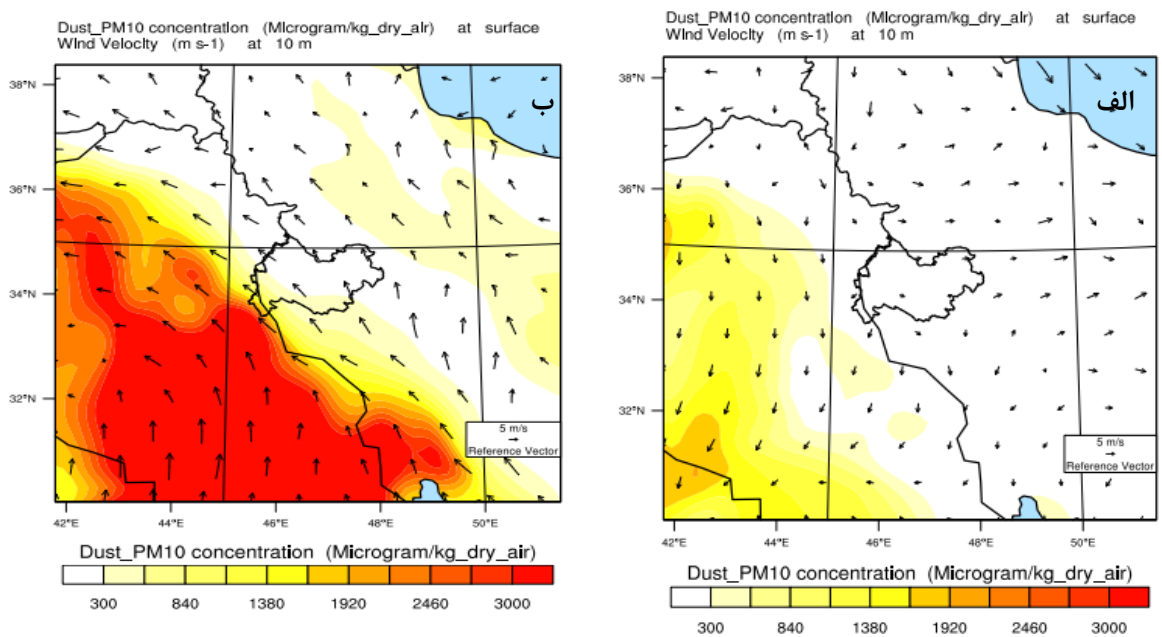 Dust_PM10 concentration (Microgram/kg_dry_air) at surface
Wind Velocity (m s-1) at 10 m
38°N
36°N
34°N
32°N
ب
5 m/s
Reference Vector
42°E 44°E 46°E 48°E 50°E
Dust_PM10 concentration (Microgram/kg_dry_air)
300 840 1380 1920 2460 3000
Dust_PM10 concentration (Microgram/kg_dry_air) at surface
Wind Velocity (m s-1) at 10 m
38°N
36°N
34°N
32°N
الف
5 m/s
Reference Vector
42°E 44°E 46°E 48°E 50°E
Dust_PM10 concentration (Microgram/kg_dry_air)
300 840 1380 1920 2460 3000